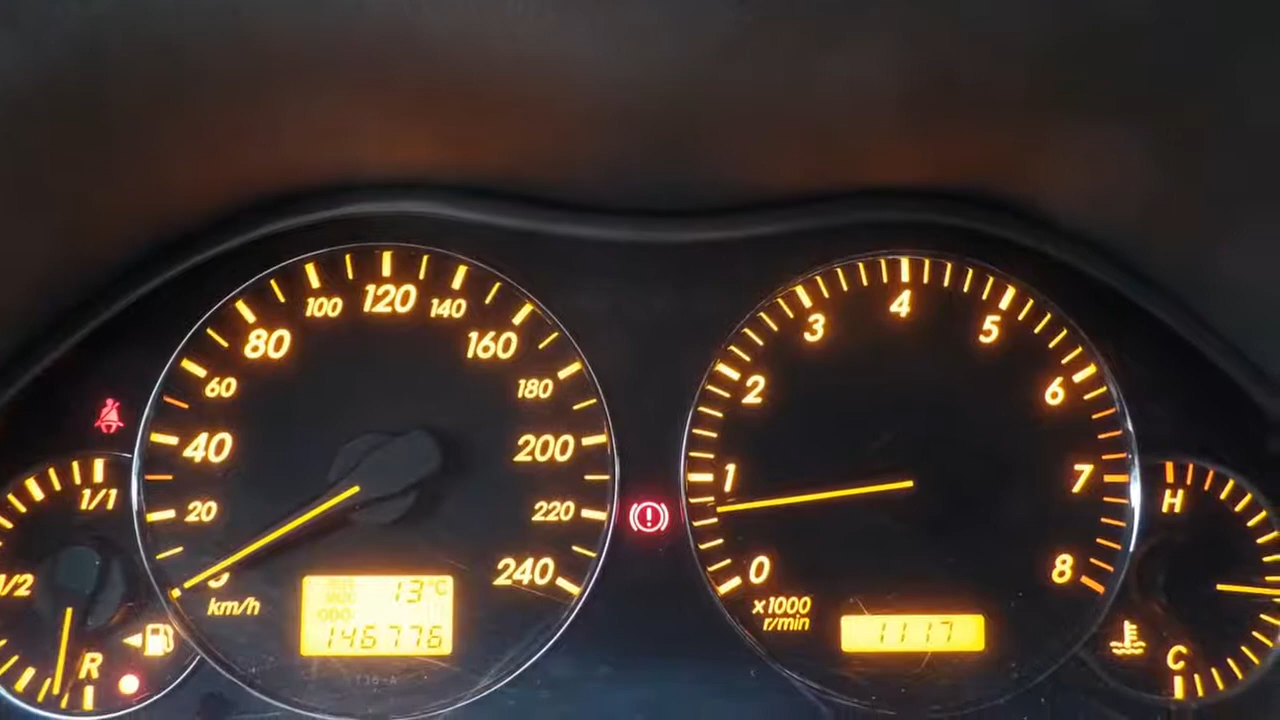 100 120 140
80 160
60 180
40 200
20 220
240
km/h
13°C
ODO
146776
1/1
1/2
R
3 4 5
2 6
1 7
0 8
x1000
r/min
1117
H
C